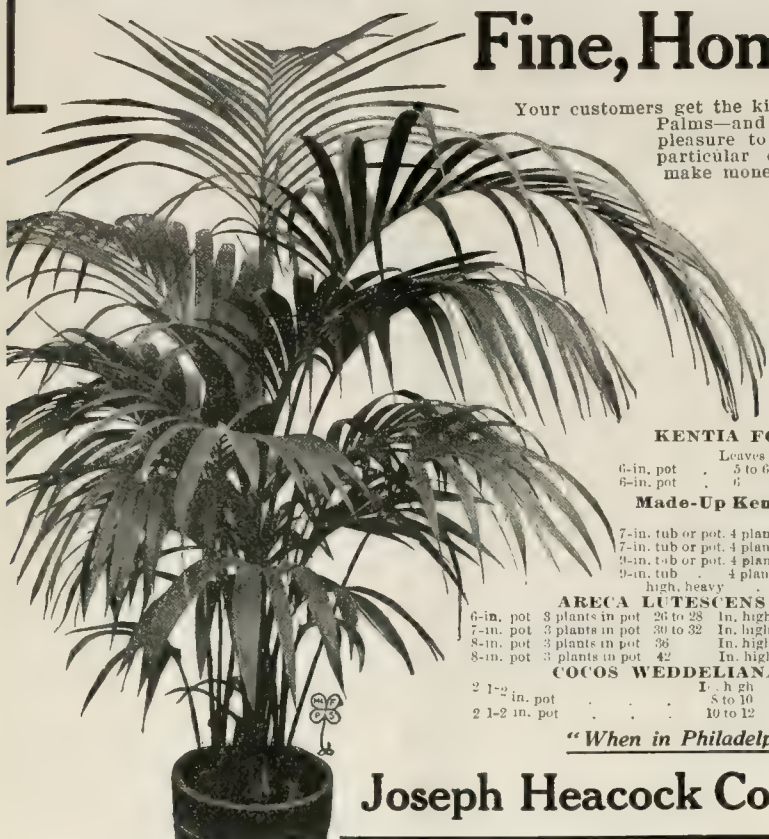 Fine, Hom
Your customers get the ki
Palms—and
pleasure to
particular
make mone
KENTIA FO
Leaves
6-in. pot . 5 to 6
6-in. pot . 6
Made-Up Ken
7-in. tub or pot. 4 plan
7-in. tub or pot. 4 plan
9-in. tub or pot. 4 plan
9-in. tub . 4 plan
high, heavy .
ARECA LUTESCENS
6-in. pot 3 plants in pot 26 to 28 In. high
7-in. pot 3 plants in pot 30 to 32 In. high
8-in. pot 3 plants in pot 36 In. high
8-in. pot 3 plants in pot 42 In. high
COCOS WEDDELIANA
In. high
2 1-2 in. pot . . . 8 to 10
2 1-2 in. pot . . . 10 to 12
"When in Philadelp
Joseph Heacock Co